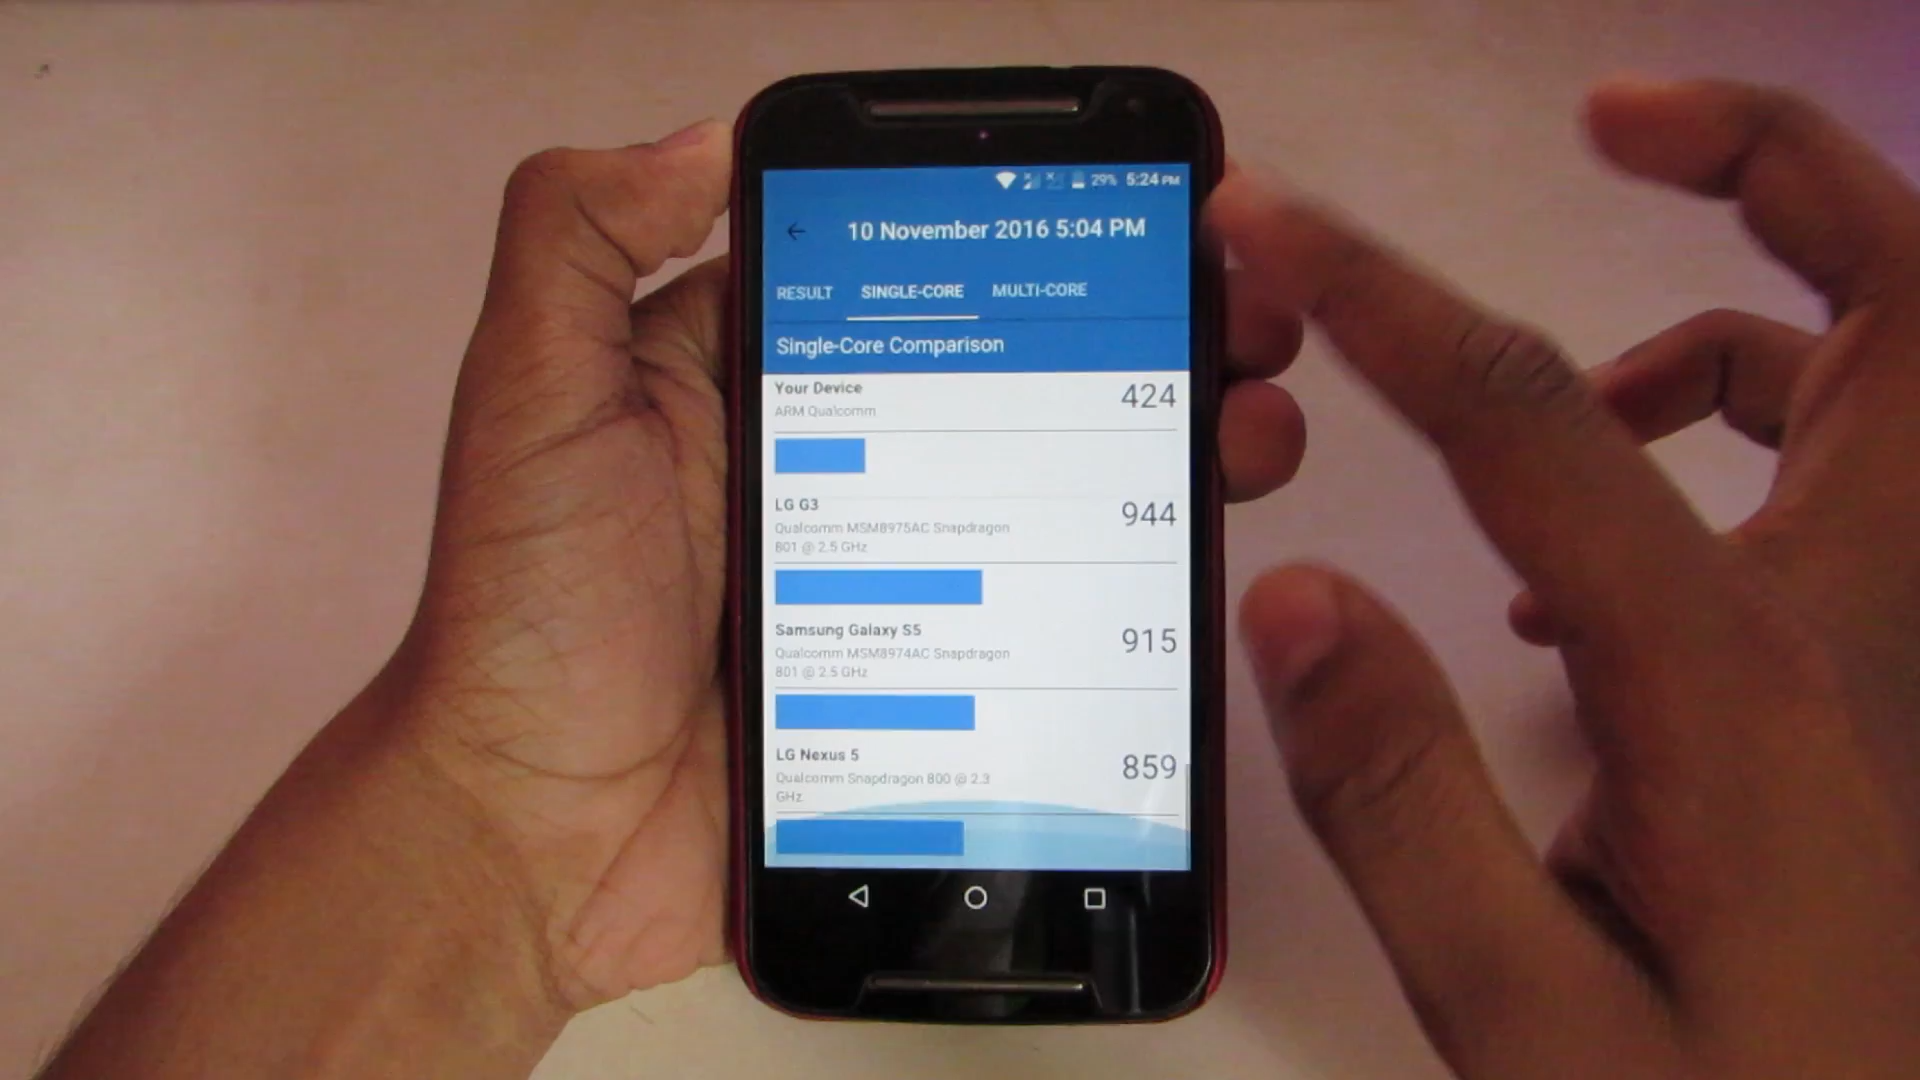 29% 5:24 PM
10 November 2016 5:04 PM
RESULT SINGLE-CORE MULTI-CORE
Single-Core Comparison
Your Device 424
ARM Qualcomm
LG G3 944
Qualcomm MSM8975AC Snapdragon
801 @ 2.5 GHz
Samsung Galaxy S5 915
Qualcomm MSM8974AC Snapdragon
801 @ 2.5 GHz
LG Nexus 5 859
Qualcomm Snapdragon 800 @ 2.3
GHz